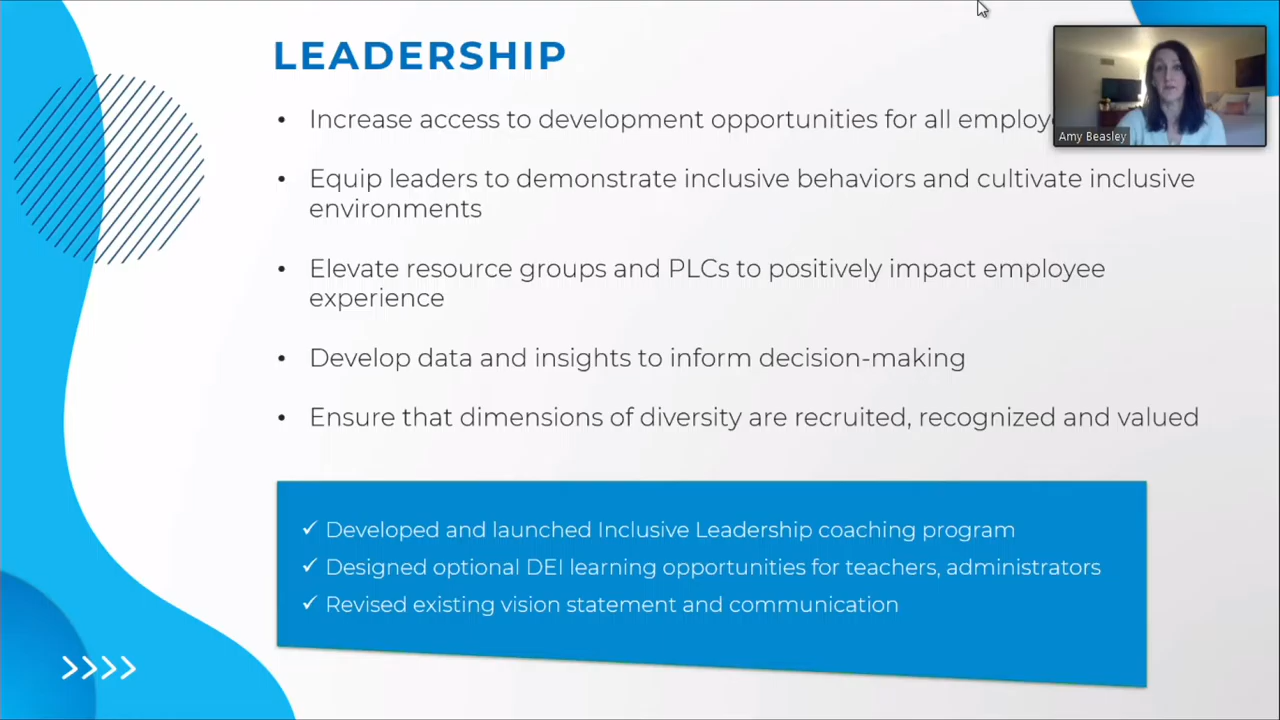 LEADERSHIP
• Increase access to development opportunities for all
• Equip leaders to demonstrate inclusive behaviors and cultivate inclusive
environments
• Elevate resource groups and PLCs to positively impact employee
experience
• Develop data and insights to inform decision-making
• Ensure that dimensions of diversity are recruited, recognized and valued
✓ Developed and launched Inclusive Leadership coaching program
✓ Designed optional DEI learning opportunities for teachers, administrators
✓ Revised existing vision statement and communication
Amy Beasley